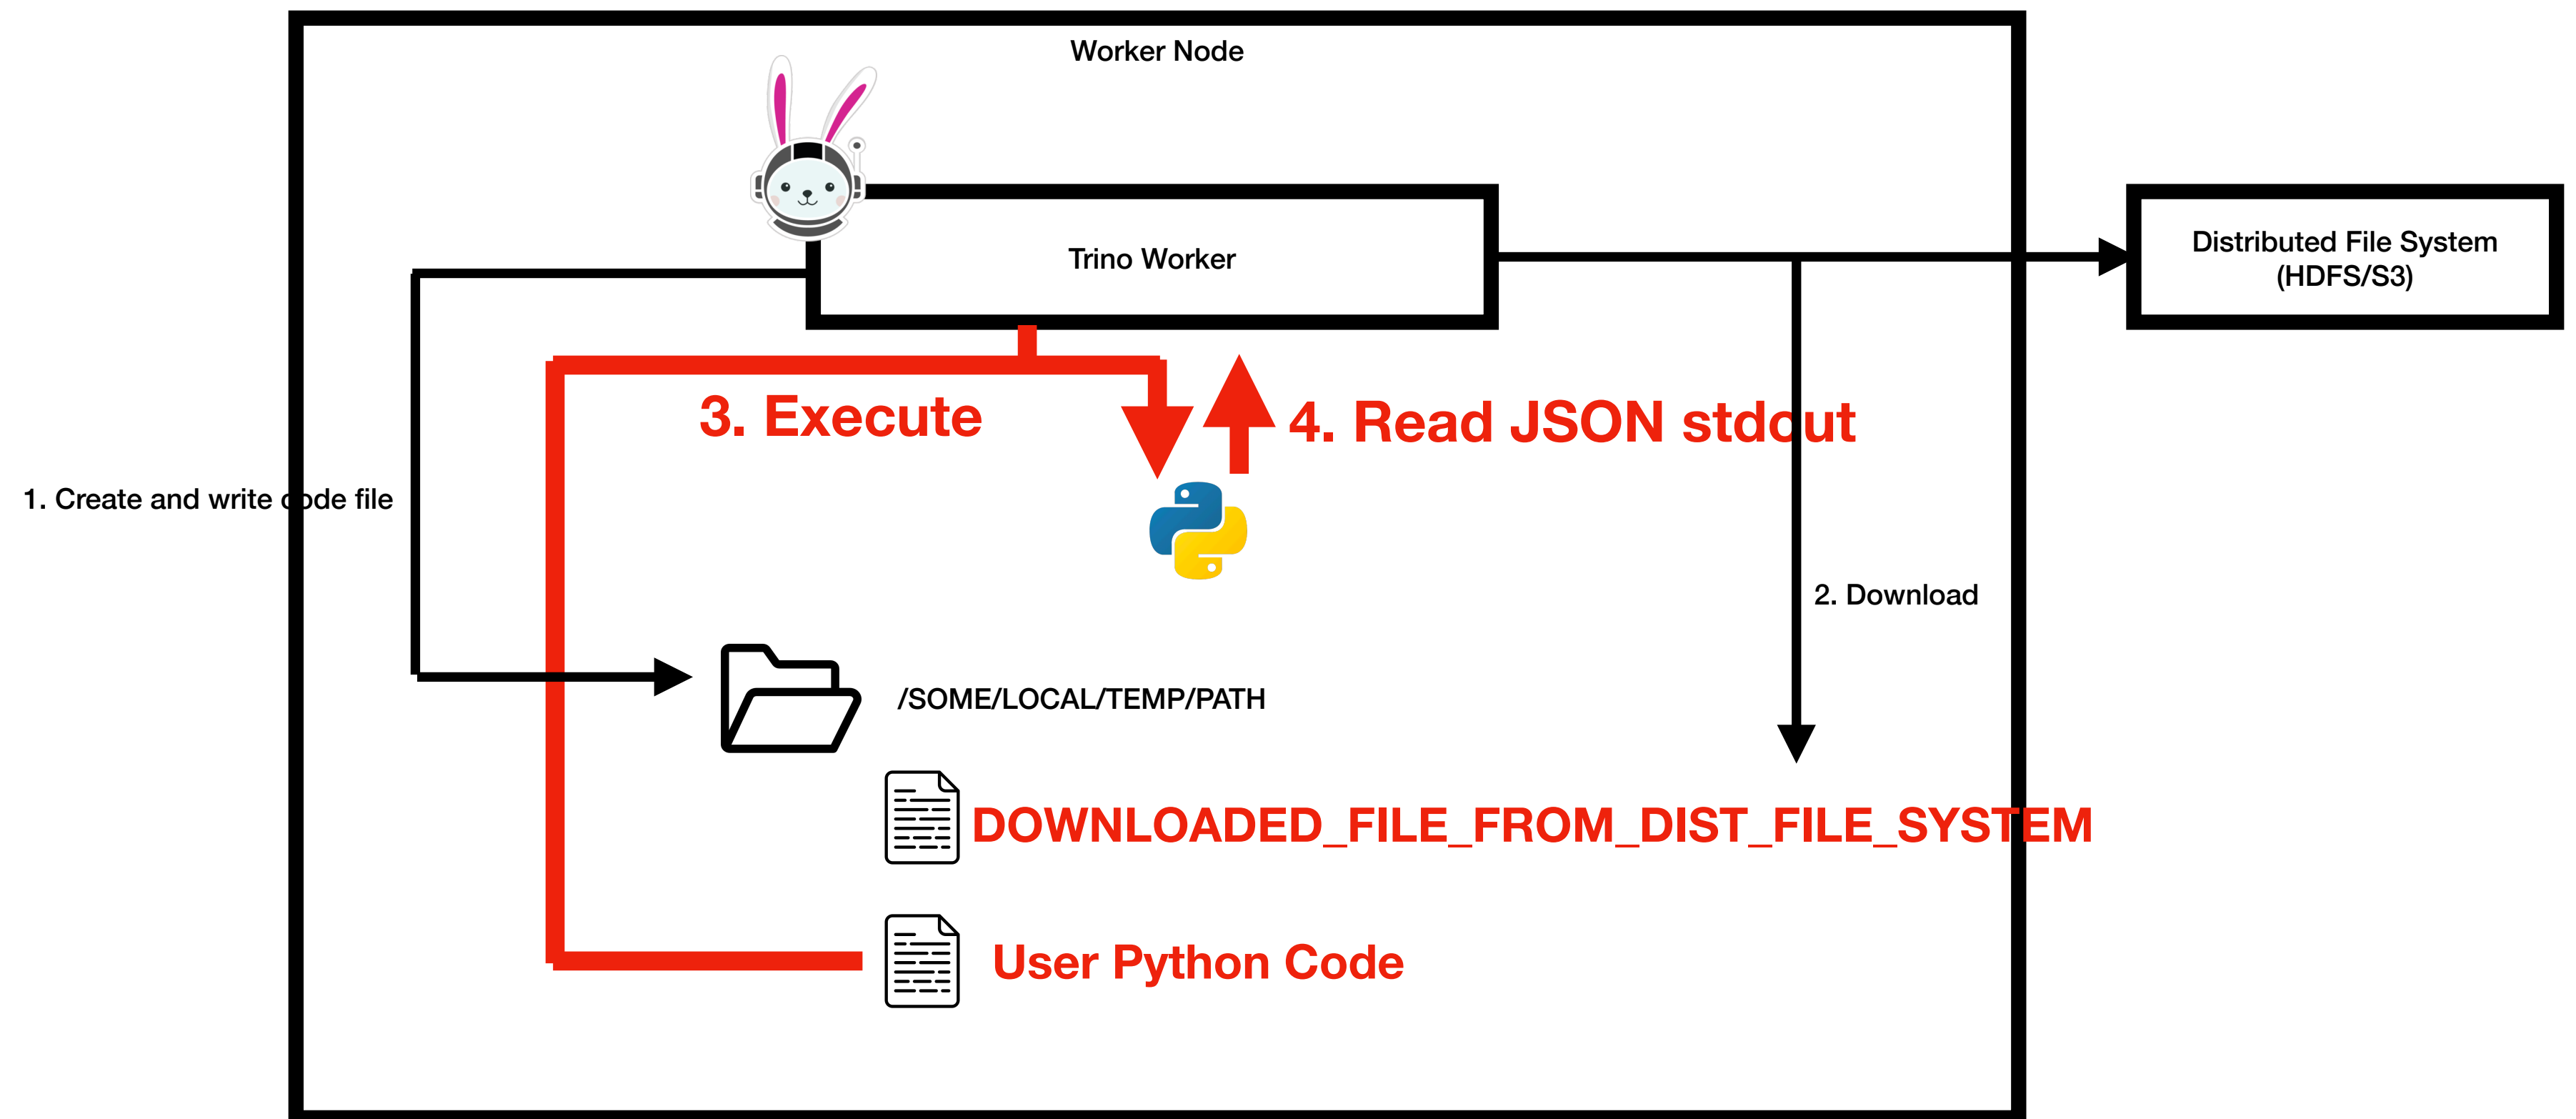 Worker Node
Trino Worker
Distributed File System
(HDFS/S3)
3. Execute
4. Read JSON stdout
1. Create and write code file
2. Download
/SOME/LOCAL/TEMP/PATH
DOWNLOADED_FILE_FROM_DIST_FILE_SYSTEM
User Python Code